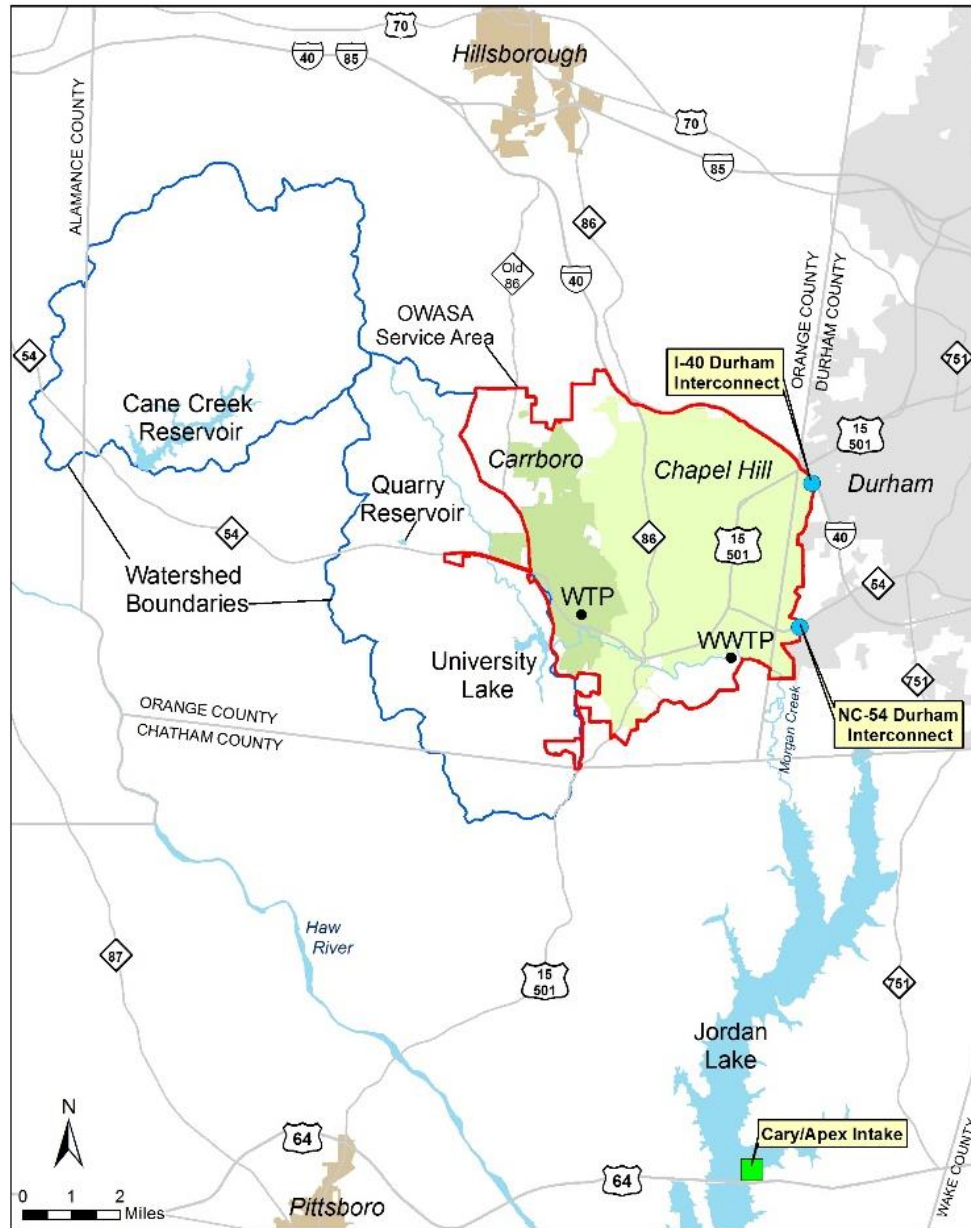 70
40
85
Hillsborough
70
85
ALAMANCE COUNTY
86
Old
86
40
OWASA
Service Area
ORANGE COUNTY
DURHAM COUNTY
I-40 Durham
Interconnect
54
751
Cane Creek
Reservoir
15
501
Carrboro
Chapel Hill
Durham
Quarry
Reservoir
54
86
15
501
40
Watershed
Boundaries
54
WTP
WWTP
University
Lake
751
ORANGE COUNTY
CHATHAM COUNTY
Morgan Creek
NC-54 Durham
Interconnect
Haw
River
87
15
501
751
Jordan
Lake
N
64
Cary/Apex Intake
64
WAKE COUNTY
0 1 2
Miles
Pittsboro